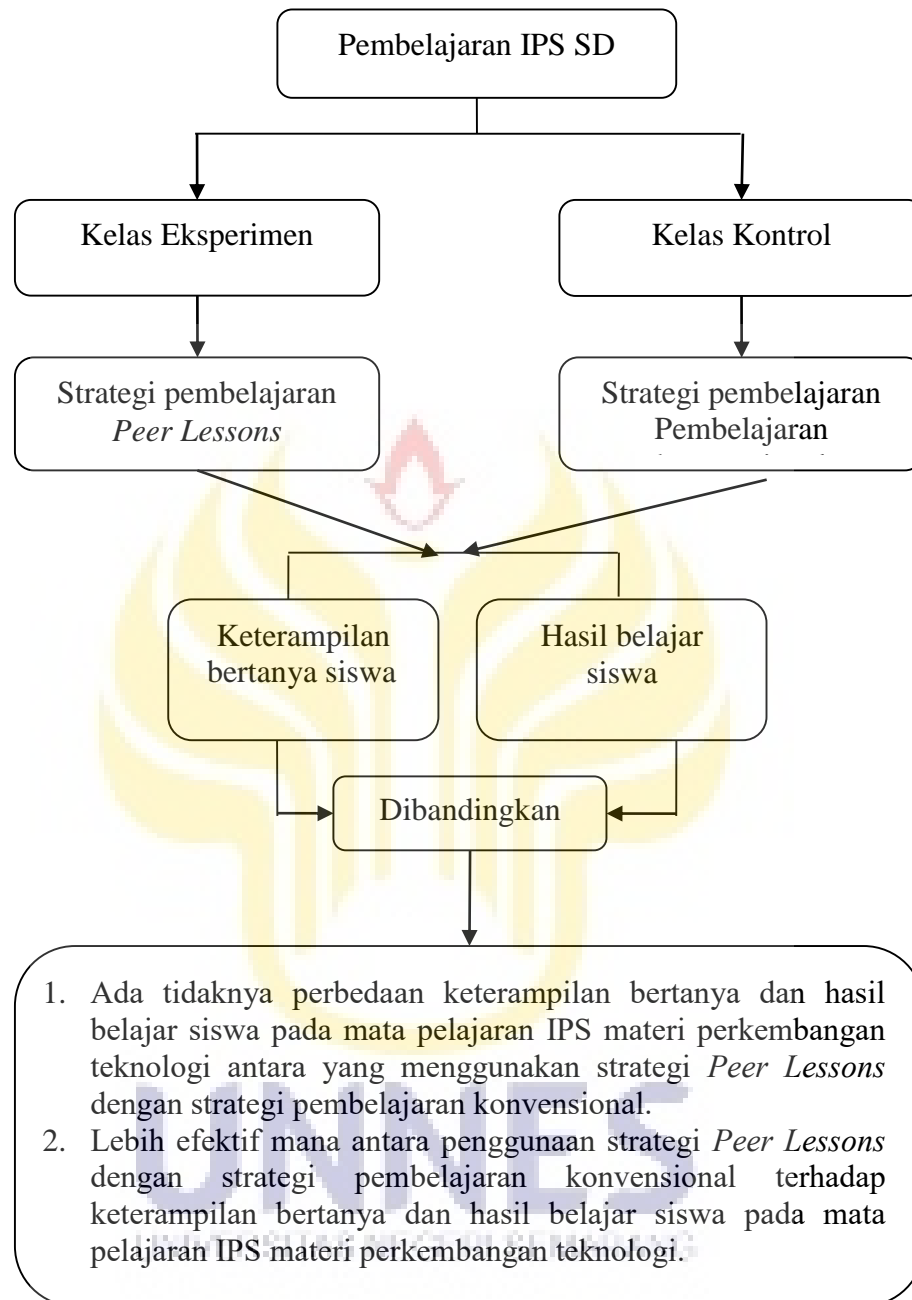 Pembelajaran IPS SD
Kelas Eksperimen
Kelas Kontrol
Strategi pembelajaran
Peer Lessons
Strategi pembelajaran
Pembelajaran
Keterampilan
bertanya siswa
Hasil belajar
siswa
Dibandingkan
1. Ada tidaknya perbedaan keterampilan bertanya dan hasil
belajar siswa pada mata pelajaran IPS materi perkembangan
teknologi antara yang menggunakan strategi Peer Lessons
dengan strategi pembelajaran konvensional.
2. Lebih efektif mana antara penggunaan strategi Peer Lessons
dengan strategi pembelajaran konvensional terhadap
keterampilan bertanya dan hasil belajar siswa pada mata
pelajaran IPS materi perkembangan teknologi.
UNNES